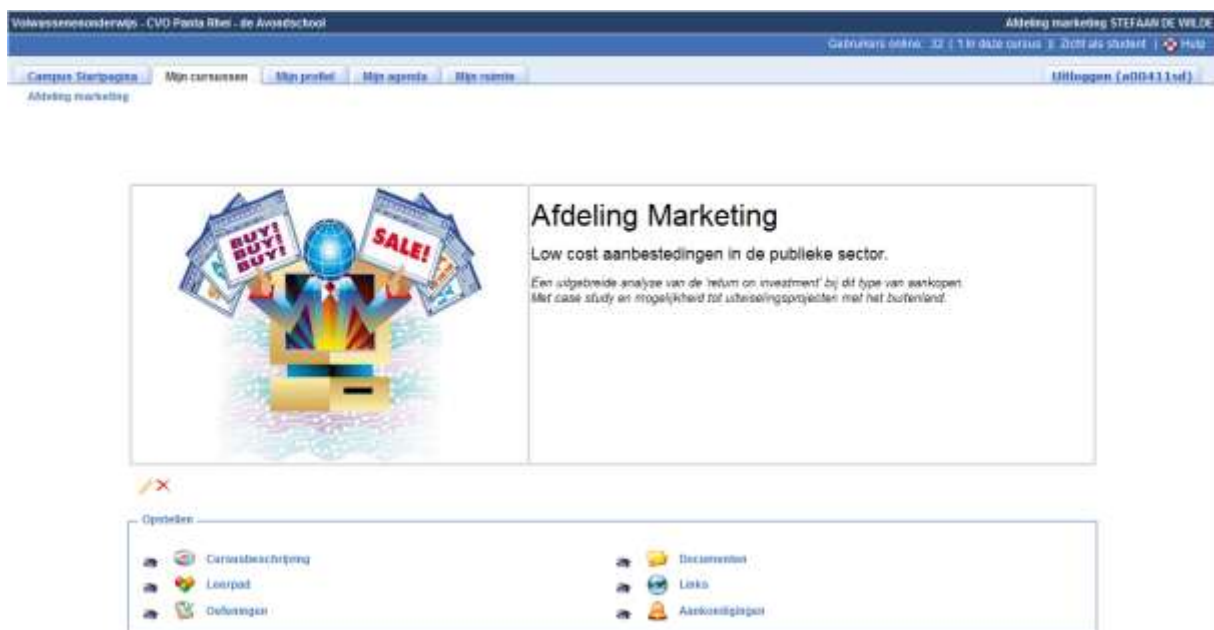 Volwassenenonderwijs - CVO Panta Rhei - de Avondschool
Afdeling marketing STEFAAN DE WILDE
Gebruikers online: 32 ( 1 in deze cursus ) | Zicht als student | Help
Campus Startpagina Mijn cursussen Mijn profiel Mijn agenda Mijn ruimte Uitloggen (a00411sd)
Afdeling marketing
BUY!
BUY!
BUY!
SALE!
Afdeling Marketing
Low cost aanbestedingen in de publieke sector.
Een uitgebreide analyse van de 'return on investment' bij dit type van aankopen.
Met case study en mogelijkheid tot uitwiselingsprojecten met het buitenland.
Opstellen
Cursusbeschrijving Documenten
Leerpad Links
Oefeningen Aankondigingen